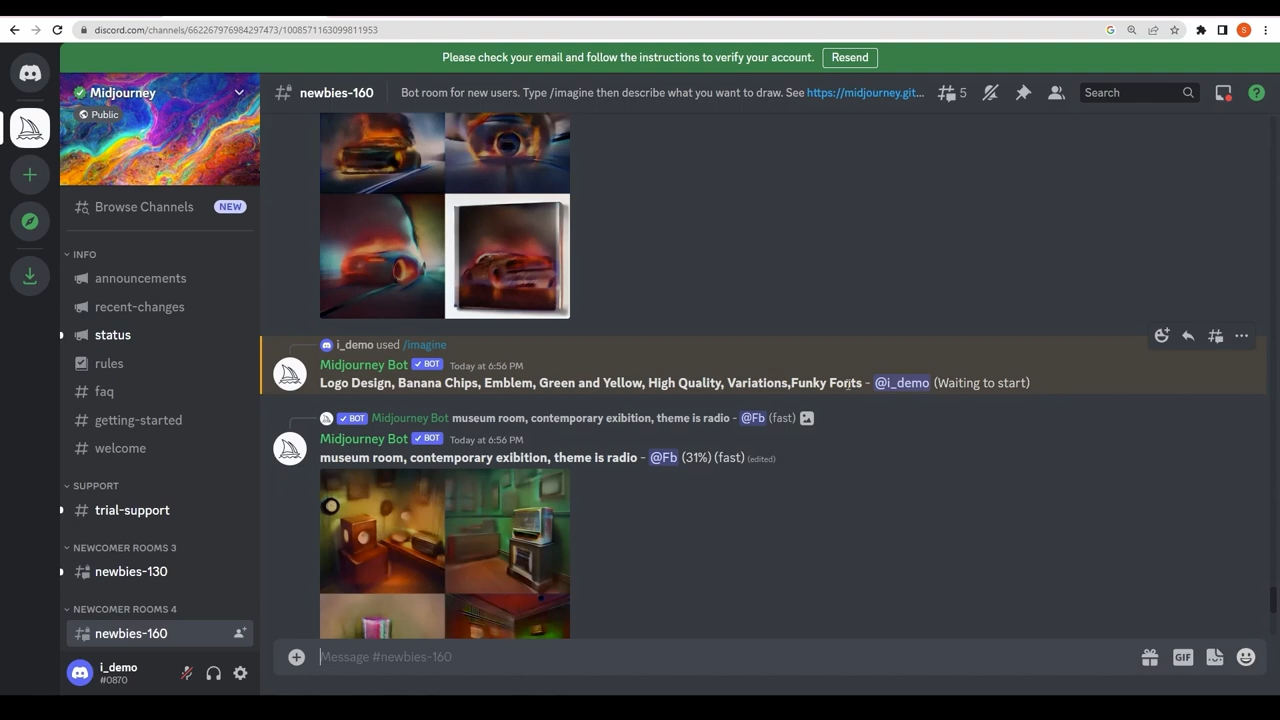 discord.com/channels/662267976984297473/1008571163099811953
S
Please check your email and follow the instructions to verify your account.
Resend
Midjourney
Public
newbies-160
Bot room for new users. Type /imagine then describe what you want to draw. See https://midjourney.git...
5
Search
Browse Channels
NEW
INFO
announcements
recent-changes
status
rules
faq
getting-started
welcome
SUPPORT
trial-support
NEWCOMER ROOMS 3
newbies-130
NEWCOMER ROOMS 4
newbies-160
i_demo
#0870
i_demo used /imagine
Midjourney Bot BOT Today at 6:56 PM
Logo Design, Banana Chips, Emblem, Green and Yellow, High Quality, Variations,Funky Fonts - @i_demo (Waiting to start)
BOT Midjourney Bot museum room, contemporary exibition, theme is radio - @Fb (fast)
Midjourney Bot BOT Today at 6:56 PM
museum room, contemporary exibition, theme is radio - @Fb (31%) (fast) (edited)
Message #newbies-160
GIF